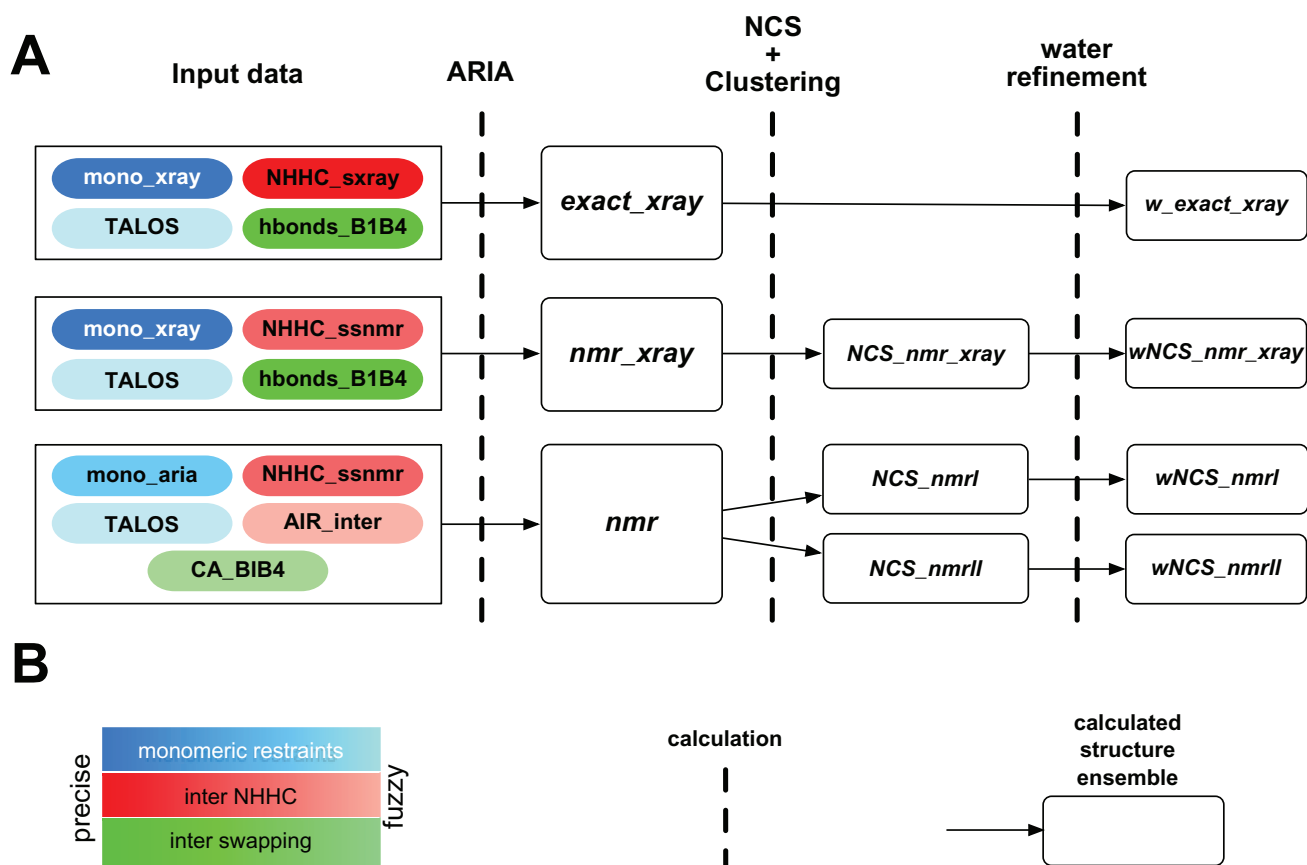 A
Input data
ARIA
NCS
+
Clustering
water
refinement
mono_xray
NHHC_sxray
TALOS
hbonds_B1B4
exact_xray
w_exact_xray
mono_xray
NHHC_ssnmr
TALOS
hbonds_B1B4
nmr_xray
NCS_nmr_xray
wNCS_nmr_xray
mono_aria
NHHC_ssnmr
TALOS
AIR_inter
CA_BIB4
nmr
NCS_nmrI
wNCS_nmrI
NCS_nmrII
wNCS_nmrII
B
precise
monomeric restraints
inter NHHC
inter swapping
fuzzy
calculation
calculated
structure
ensemble